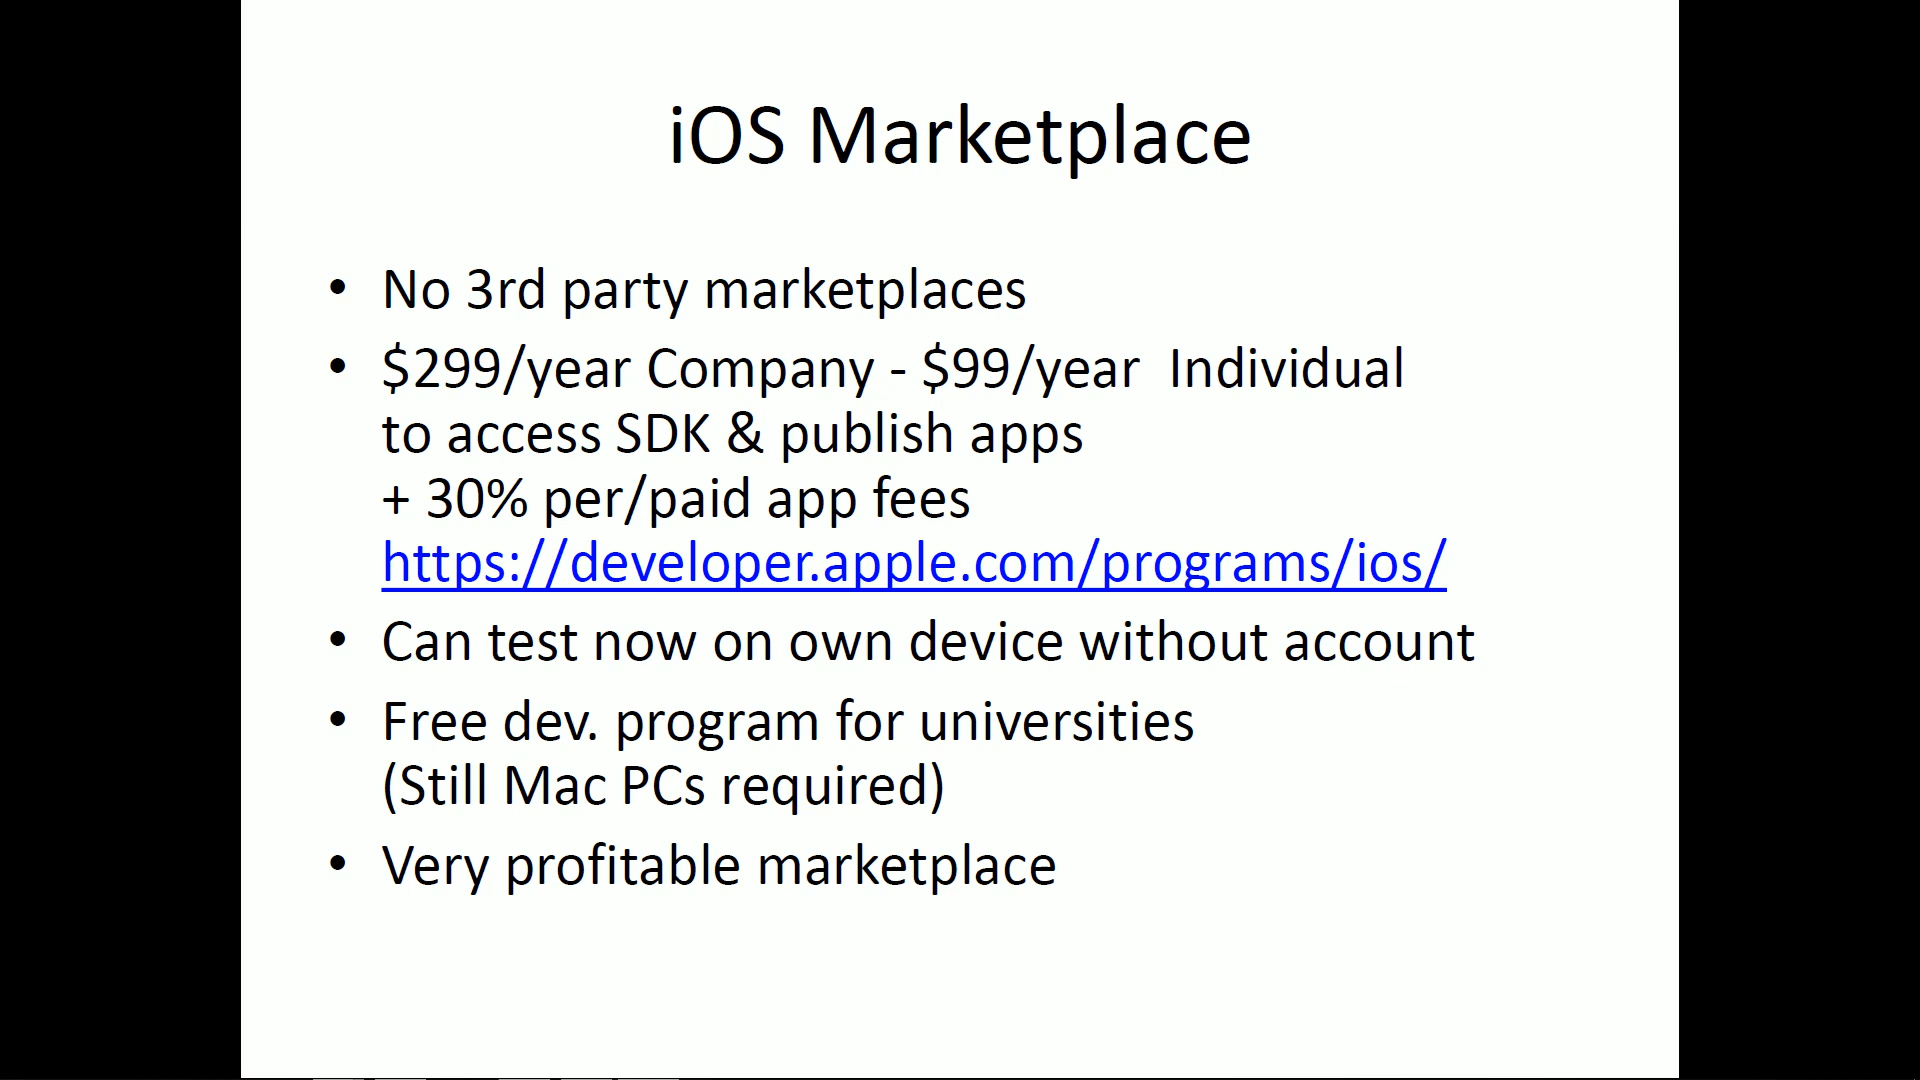 iOS Marketplace
• No 3rd party marketplaces
• $299/year Company - $99/year  Individual
to access SDK & publish apps
+ 30% per/paid app fees
https://developer.apple.com/programs/ios/
• Can test now on own device without account
• Free dev. program for universities
(Still Mac PCs required)
• Very profitable marketplace